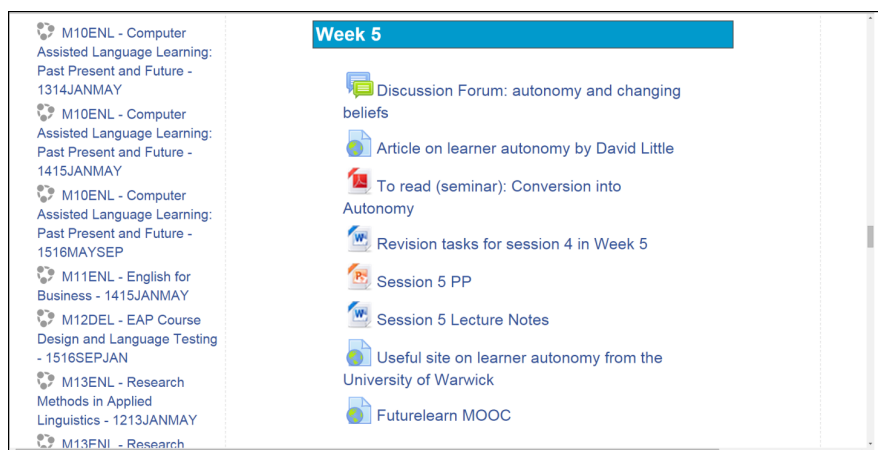 M10ENL - Computer
Assisted Language Learning:
Past Present and Future -
1314JANMAY
M10ENL - Computer
Assisted Language Learning:
Past Present and Future -
1415JANMAY
M10ENL - Computer
Assisted Language Learning:
Past Present and Future -
1516MAYSEP
M11ENL - English for
Business - 1415JANMAY
M12DEL - EAP Course
Design and Language Testing
- 1516SEPJAN
M13ENL - Research
Methods in Applied
Linguistics - 1213JANMAY
M13ENL - Research
Week 5
Discussion Forum: autonomy and changing
beliefs
Article on learner autonomy by David Little
To read (seminar): Conversion into
Autonomy
Revision tasks for session 4 in Week 5
Session 5 PP
Session 5 Lecture Notes
Useful site on learner autonomy from the
University of Warwick
Futurelearn MOOC